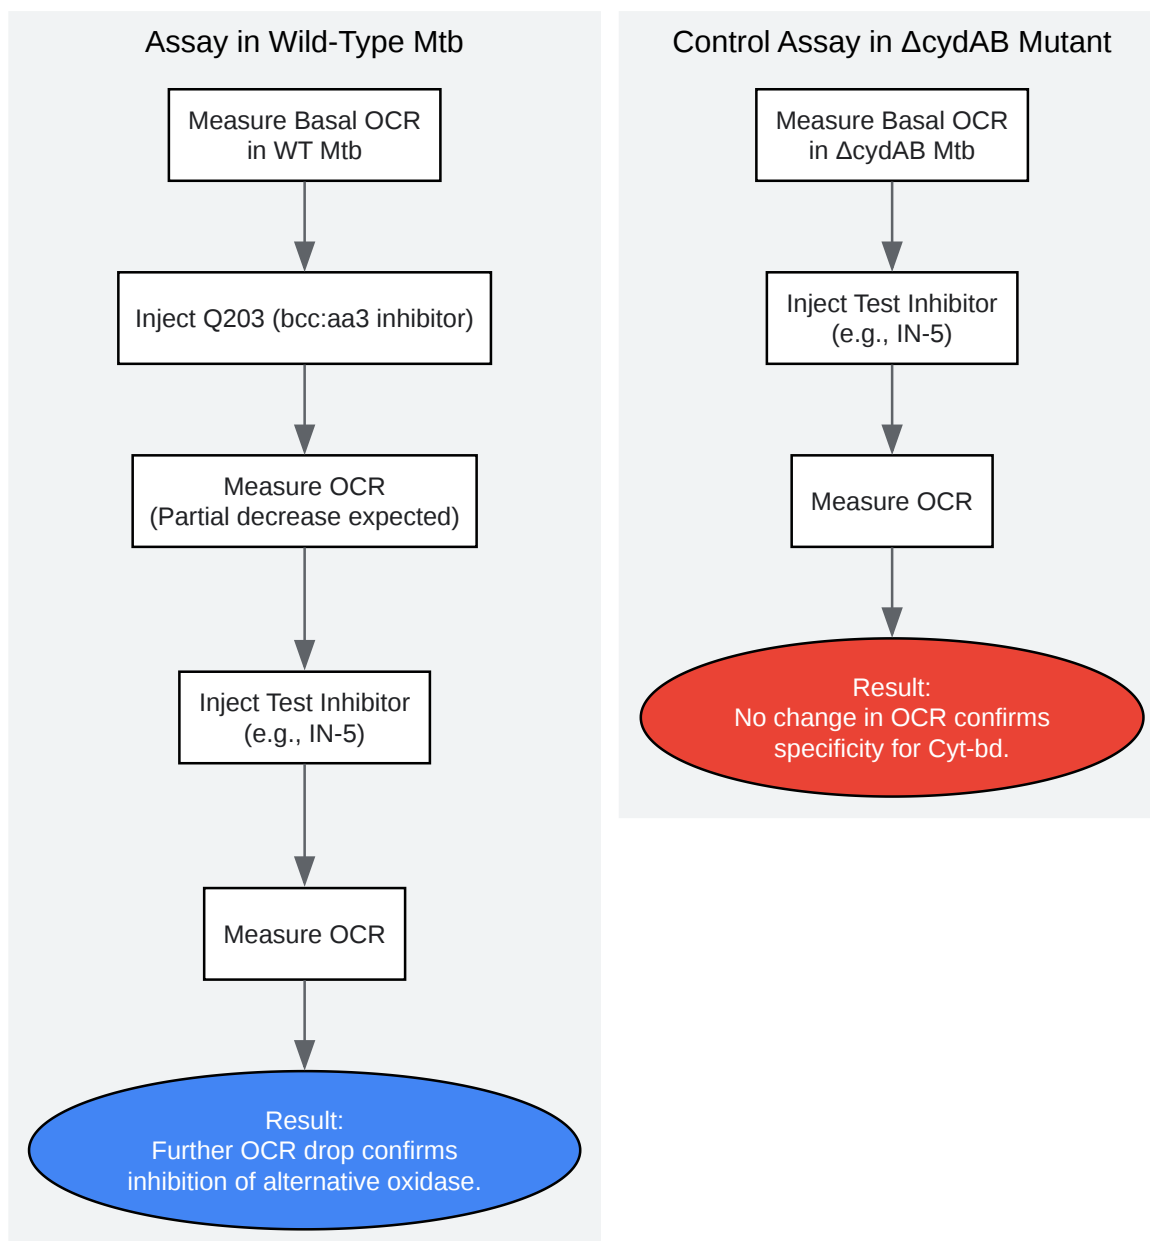 Assay in Wild-Type Mtb
Measure Basal OCR
in WT Mtb
Inject Q203 (bcc:aa3 inhibitor)
Measure OCR
(Partial decrease expected)
Inject Test Inhibitor
(e.g., IN-5)
Measure OCR
Result:
Further OCR drop confirms
inhibition of alternative oxidase.
Control Assay in ΔcydAB Mutant
Measure Basal OCR
in ΔcydAB Mtb
Inject Test Inhibitor
(e.g., IN-5)
Measure OCR
Result:
No change in OCR confirms
specificity for Cyt-bd.